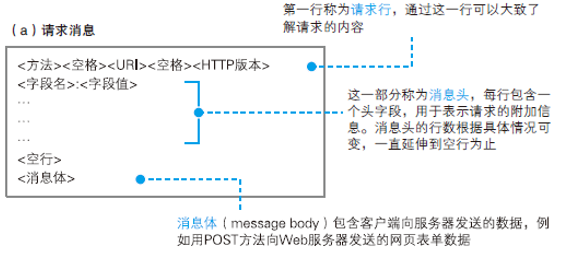 第一行称为请求行，通过这一行可以大致了
解请求的内容
（a）请求消息
<方法><空格><URI><空格><HTTP版本>
<字段名>:<字段值>
…
…
…
<空行>
<消息体>
这一部分称为消息头，每行包含一
个头字段，用于表示请求的附加信
息。消息头的行数根据具体情况可
变，一直延伸到空行为止
消息体（message body）包含客户端向服务器发送的数据，例
如用POST方法向Web服务器发送的网页表单数据